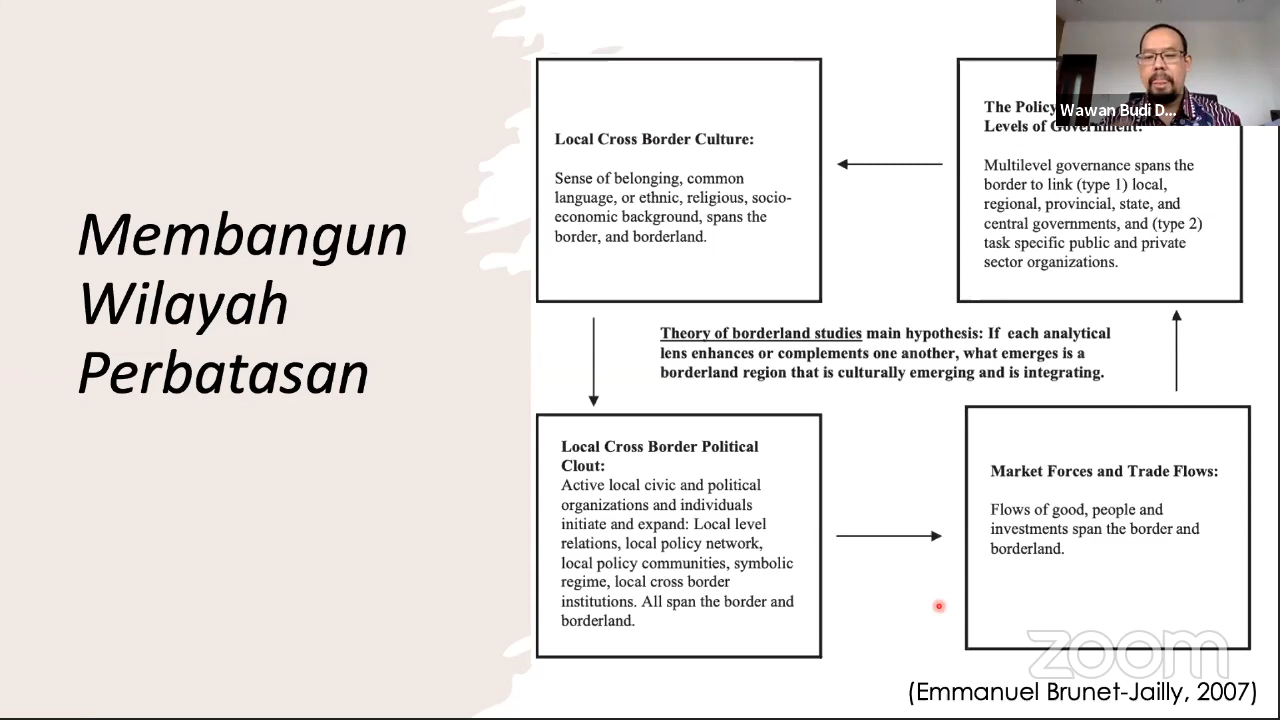 Membangun
Wilayah
Perbatasan
Local Cross Border Culture:
Sense of belonging, common
language, or ethnic, religious, socio-
economic background, spans the
border, and borderland.
The Policy
Levels of Government:
Multilevel governance spans the
border to link (type 1) local,
regional, provincial, state, and
central governments, and (type 2)
task specific public and private
sector organizations.
Wawan Budi D...
Theory of borderland studies main hypothesis: If each analytical
lens enhances or complements one another, what emerges is a
borderland region that is culturally emerging and is integrating.
Local Cross Border Political
Clout:
Active local civic and political
organizations and individuals
initiate and expand: Local level
relations, local policy network,
local policy communities, symbolic
regime, local cross border
institutions. All span the border and
borderland.
Market Forces and Trade Flows:
Flows of good, people and
investments span the border and
borderland.
zoom
(Emmanuel Brunet-Jailly, 2007)